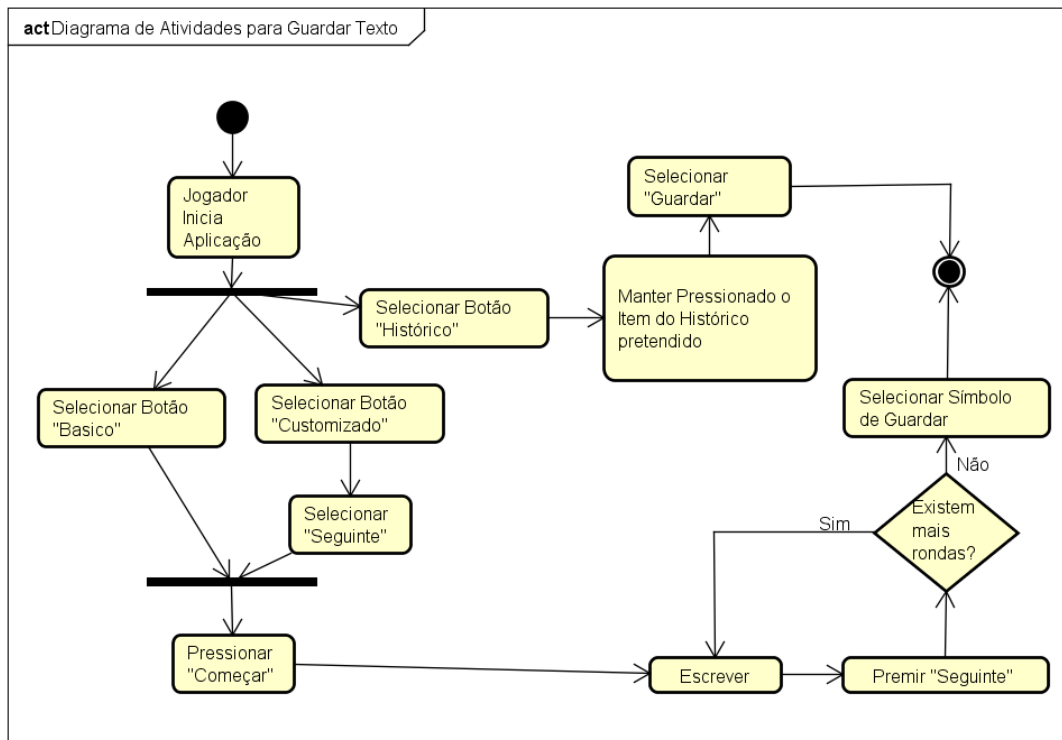 act Diagrama de Atividades para Guardar Texto
Jogador
Inicia
Aplicação
Selecionar
"Guardar"
Selecionar Botão
"Histórico"
Manter Pressionado o
Item do Histórico
pretendido
Selecionar Botão
"Basico"
Selecionar Botão
"Customizado"
Selecionar Símbolo
de Guardar
Não
Selecionar
"Seguinte"
Sim
Existem
mais
rondas?
Pressionar
"Começar"
Escrever
Premir "Seguinte"